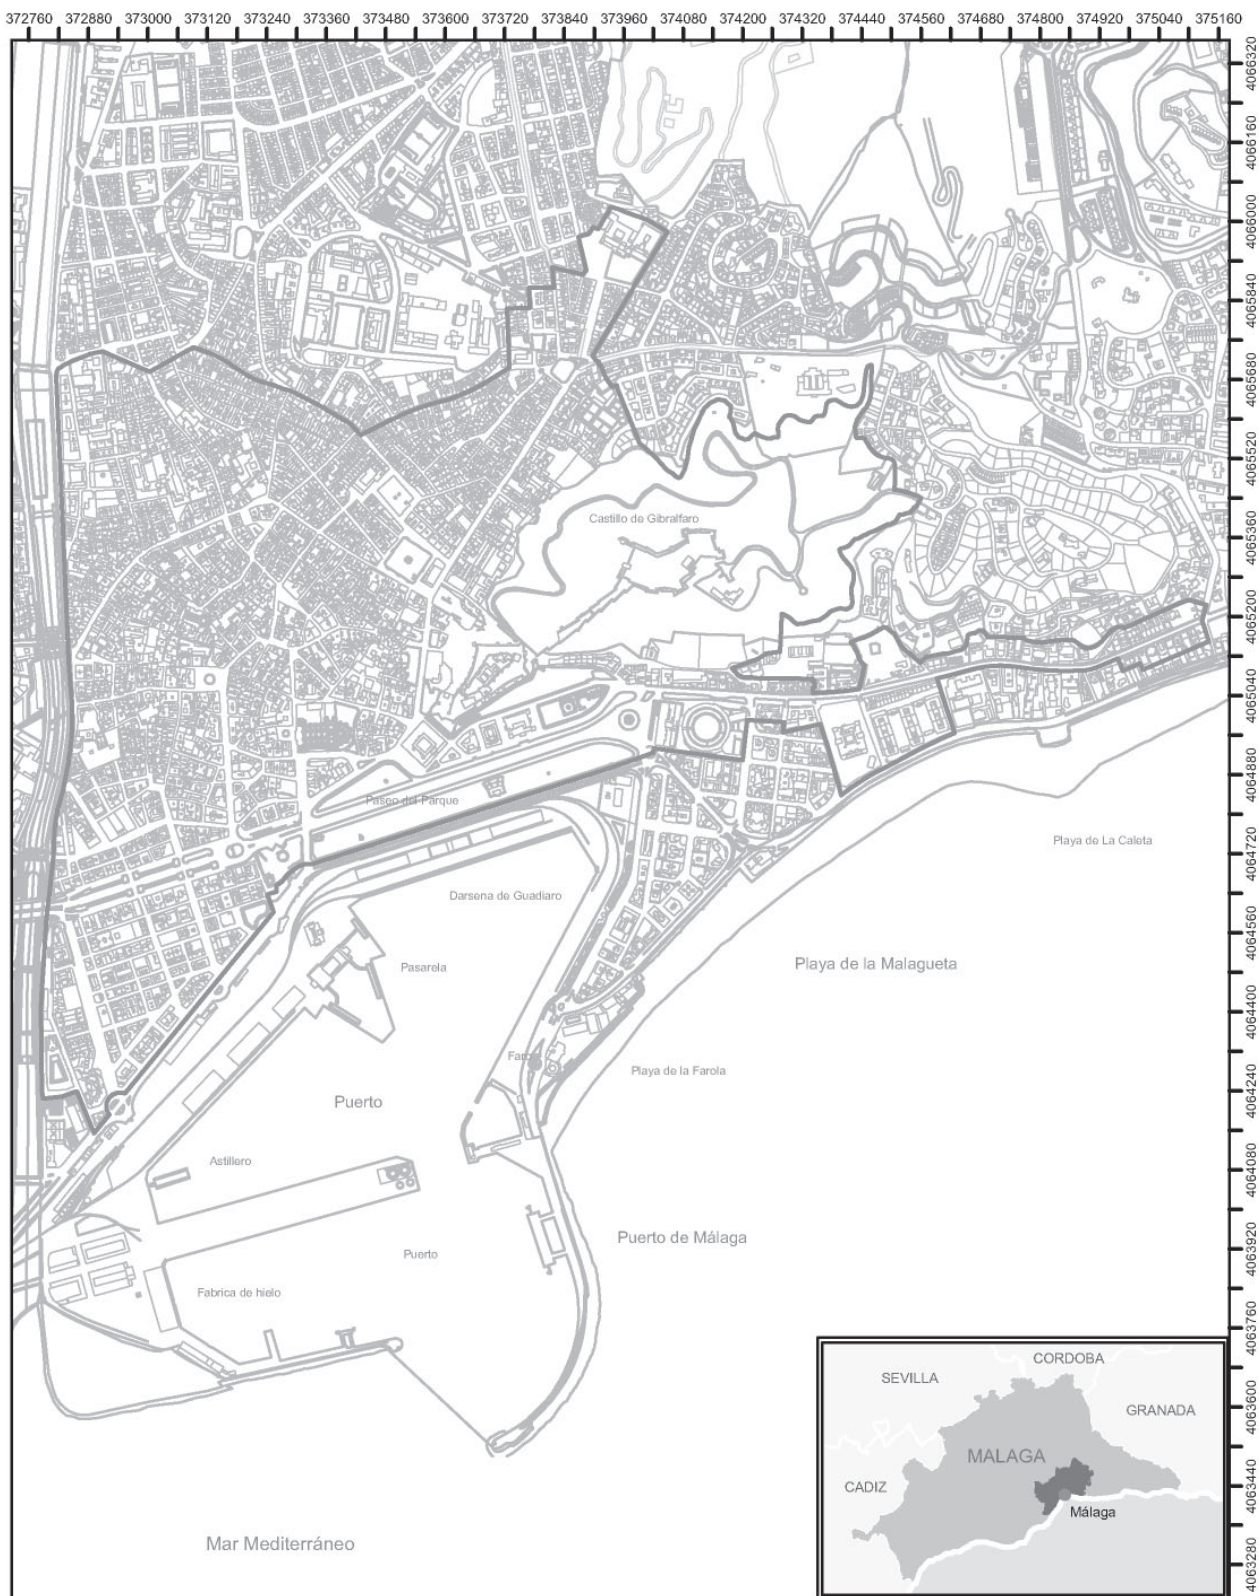 372760 372880 373000 373120 373240 373360 373480 373600 373720 373840 373960 374080 374200 374320 374440 374560 374680 374800 374920 375040 375160
4066320
4066160
4066000
4065840
4065680
4065520
4065360
4065200
4065040
4064880
4064720
4064560
4064400
4064240
4064080
4063920
4063760
4063600
4063440
4063280
Castillo de Gibralfaro
Paseo del Parque
Playa de La Caleta
Darsena de Guadiaro
Pasarela
Playa de la Malagueta
Faro
Playa de la Farola
Puerto
Astillero
Puerto de Málaga
Puerto
Fabrica de hielo
Mar Mediterráneo
CORDOBA
SEVILLA
GRANADA
MALAGA
CADIZ
Málaga